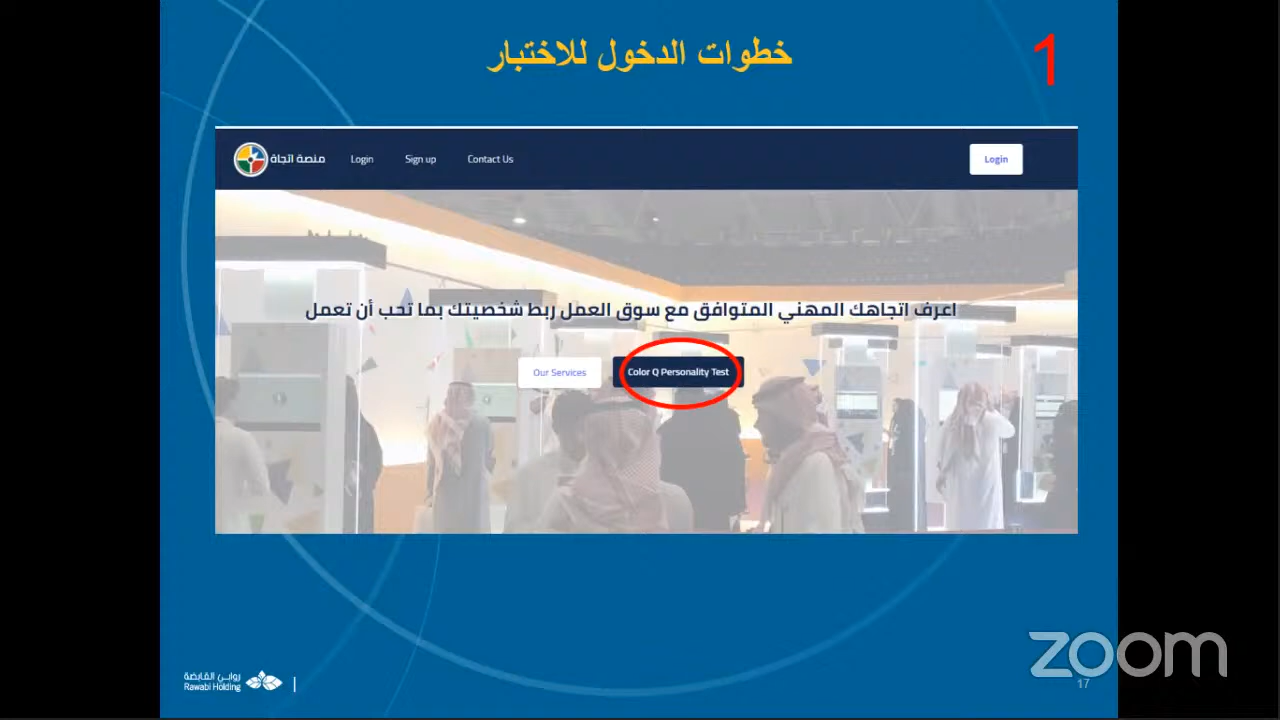 خطوات الدخول للاختبار
1
منصة اتجاة
Login
Sign up
Contact Us
Login
اعرف اتجاهك المهني المتوافق مع سوق العمل ربط شخصيتك بما تحب أن تعمل
Our Services
Color Q Personality Test
روابي القابضة
Rawabi Holding
zoom
17